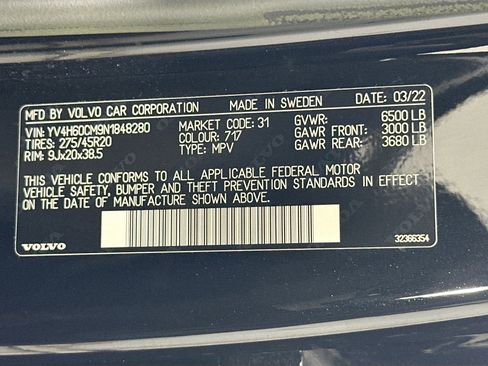 MFD BY VOLVO CAR CORPORATION MADE IN SWEDEN 03/22
VIN: YV4H60CM9N1848280 MARKET CODE: 31 GVWR: 6500 LB
TIRES: 275/45R20 COLOUR: 717 GAWR FRONT: 3000 LB
RIM: 9Jx20x38.5 TYPE: MPV GAWR REAR: 3680 LB
THIS VEHICLE CONFORMS TO ALL APPLICABLE FEDERAL MOTOR
VEHICLE SAFETY, BUMPER AND THEFT PREVENTION STANDARDS IN EFFECT
ON THE DATE OF MANUFACTURE SHOWN ABOVE.
VOLVO 32366354